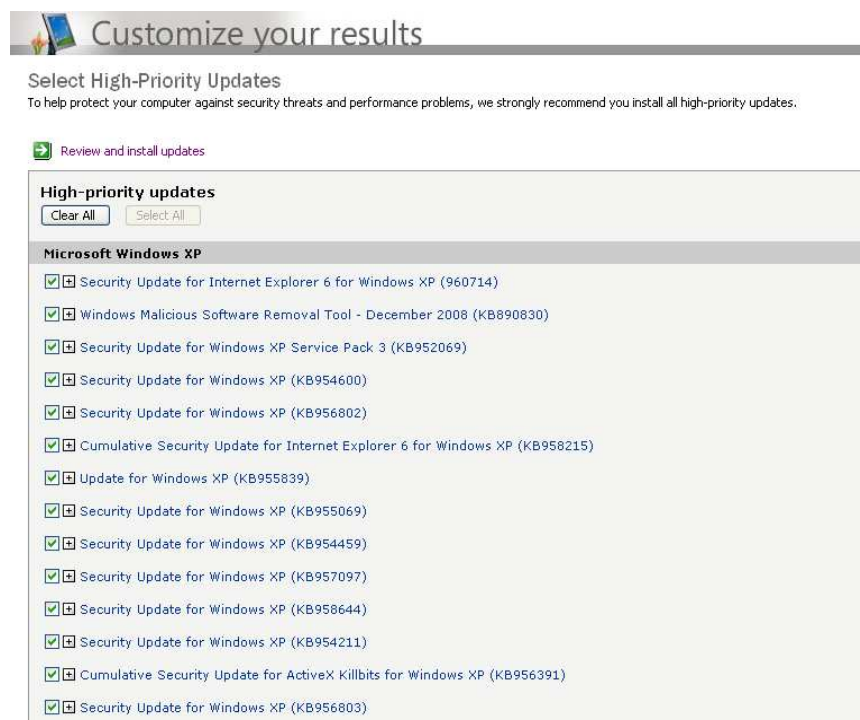 Customize your results
Select High-Priority Updates
To help protect your computer against security threats and performance problems, we strongly recommend you install all high-priority updates.
Review and install updates
High-priority updates
Clear All Select All
Microsoft Windows XP
Security Update for Internet Explorer 6 for Windows XP (960714)
Windows Malicious Software Removal Tool - December 2008 (KB890830)
Security Update for Windows XP Service Pack 3 (KB952069)
Security Update for Windows XP (KB954600)
Security Update for Windows XP (KB956802)
Cumulative Security Update for Internet Explorer 6 for Windows XP (KB958215)
Update for Windows XP (KB955839)
Security Update for Windows XP (KB955069)
Security Update for Windows XP (KB954459)
Security Update for Windows XP (KB957097)
Security Update for Windows XP (KB958644)
Security Update for Windows XP (KB954211)
Cumulative Security Update for ActiveX Killbits for Windows XP (KB956391)
Security Update for Windows XP (KB956803)